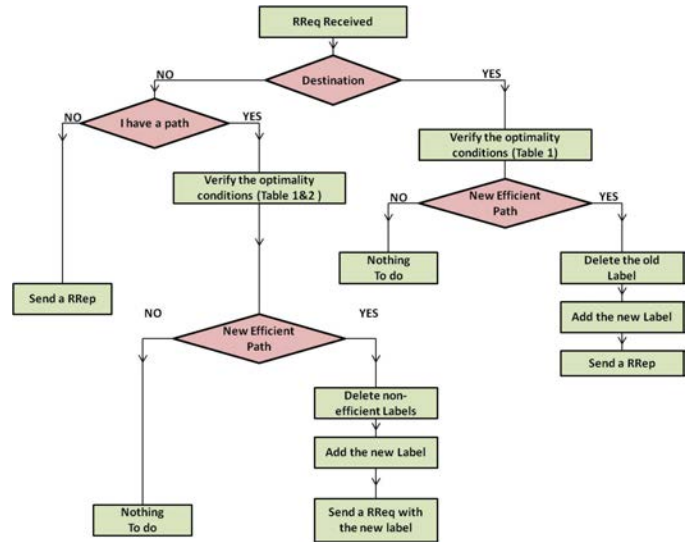 RReq Received
NO
Destination
YES
NO
I have a path
YES
Verify the optimality
conditions (Table 1)
Verify the optimality
conditions (Table 1&2 )
NO
New Efficient
Path
YES
Nothing
To do
Delete the old
Label
Send a RRep
Add the new Label
NO
New Efficient
Path
YES
Send a RRep
Delete non-
efficient Labels
Add the new Label
Nothing
To do
Send a RReq with
the new label